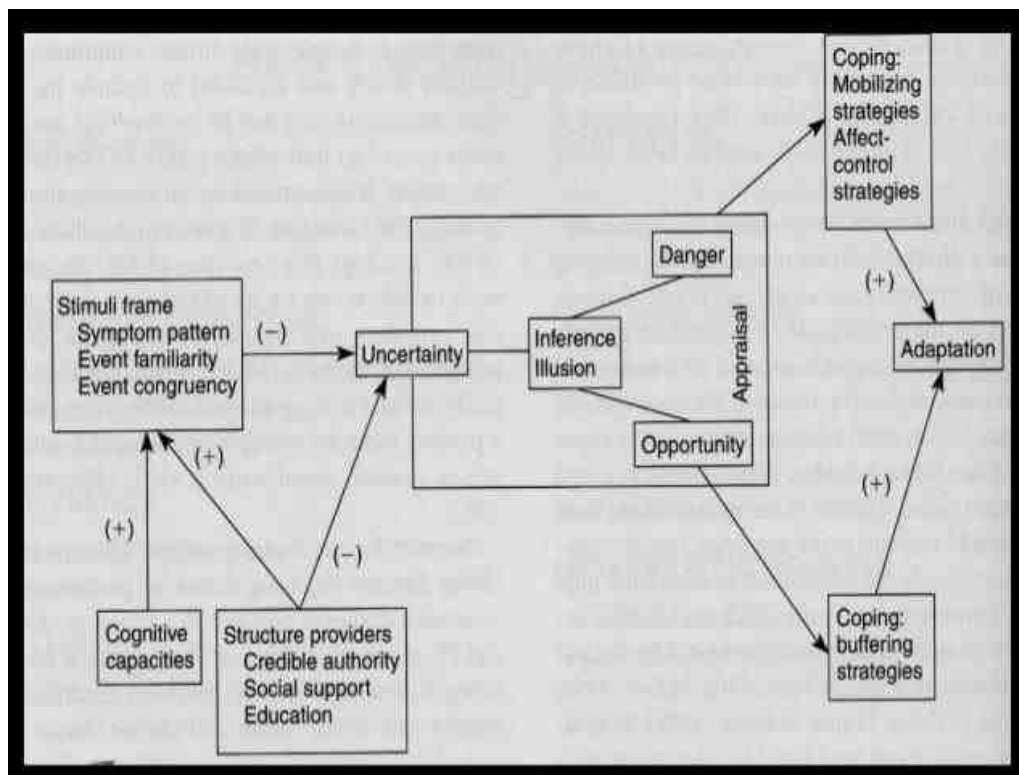 Coping:
Mobilizing
strategies
Affect-
control
strategies
Danger
(+)
Stimuli frame
Symptom pattern
Event familiarity
Event congruency
(–)
Uncertainty
Inference
Illusion
Appraisal
Adaptation
Opportunity
(+)
(+)
(+)
(–)
Cognitive
capacities
Structure providers
Credible authority
Social support
Education
Coping:
buffering
strategies